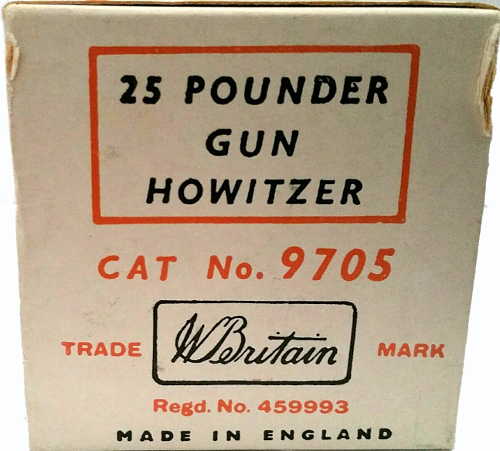 25 POUNDER
GUN
HOWITZER
CAT No. 9705
TRADE W Britain MARK
Regd. No. 459993
MADE IN ENGLAND